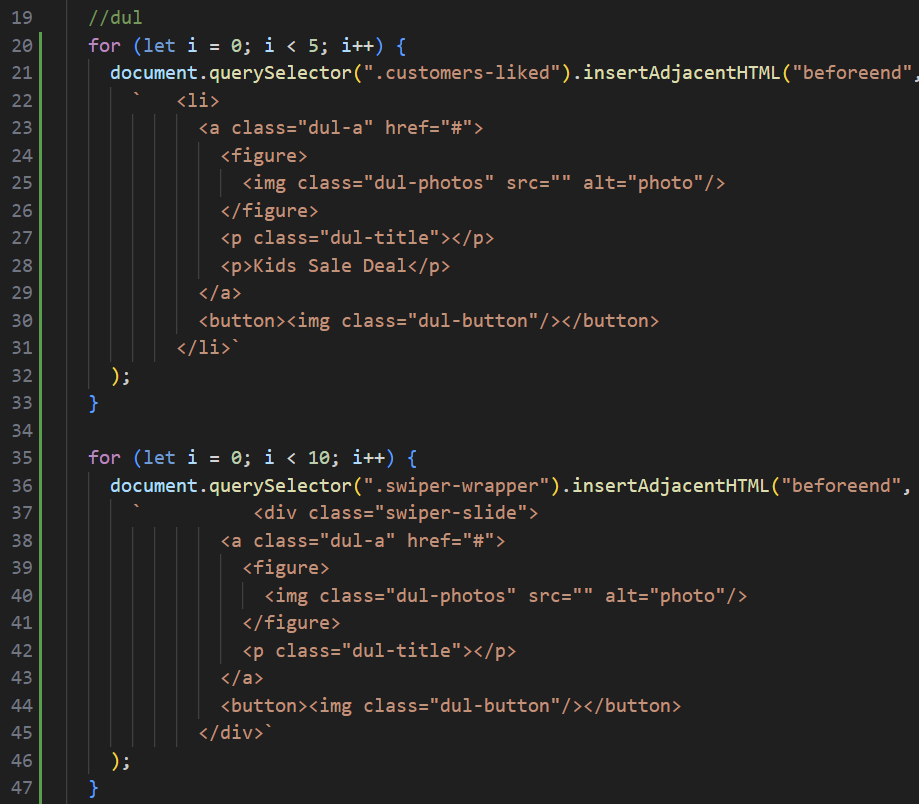 19 //dul
20 for (let i = 0; i < 5; i++) {
21 document.querySelector(".customers-liked").insertAdjacentHTML("beforeend",
22 `   <li>
23 <a class="dul-a" href="#">
24 <figure>
25 <img class="dul-photos" src="" alt="photo"/>
26 </figure>
27 <p class="dul-title"></p>
28 <p>Kids Sale Deal</p>
29 </a>
30 <button><img class="dul-button"/></button>
31 </li>`
32 );
33 }
34
35 for (let i = 0; i < 10; i++) {
36 document.querySelector(".swiper-wrapper").insertAdjacentHTML("beforeend",
37 `          <div class="swiper-slide">
38 <a class="dul-a" href="#">
39 <figure>
40 <img class="dul-photos" src="" alt="photo"/>
41 </figure>
42 <p class="dul-title"></p>
43 </a>
44 <button><img class="dul-button"/></button>
45 </div>`
46 );
47 }